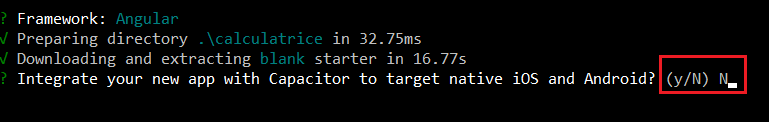 ? Framework: Angular
√ Preparing directory .\calculatrice in 32.75ms
√ Downloading and extracting blank starter in 16.77s
? Integrate your new app with Capacitor to target native iOS and Android? (y/N) N